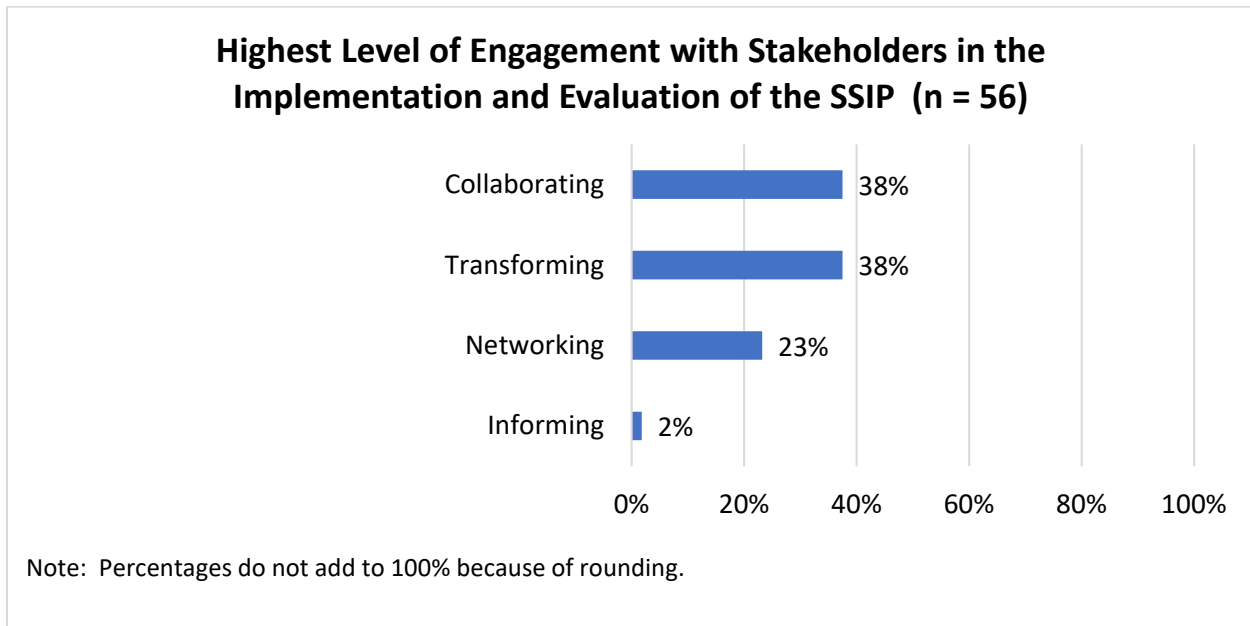 Highest Level of Engagement with Stakeholders in the
Implementation and Evaluation of the SSIP (n = 56)
Collaborating 38%
Transforming 38%
Networking 23%
Informing 2%
0% 20% 40% 60% 80% 100%
Note: Percentages do not add to 100% because of rounding.